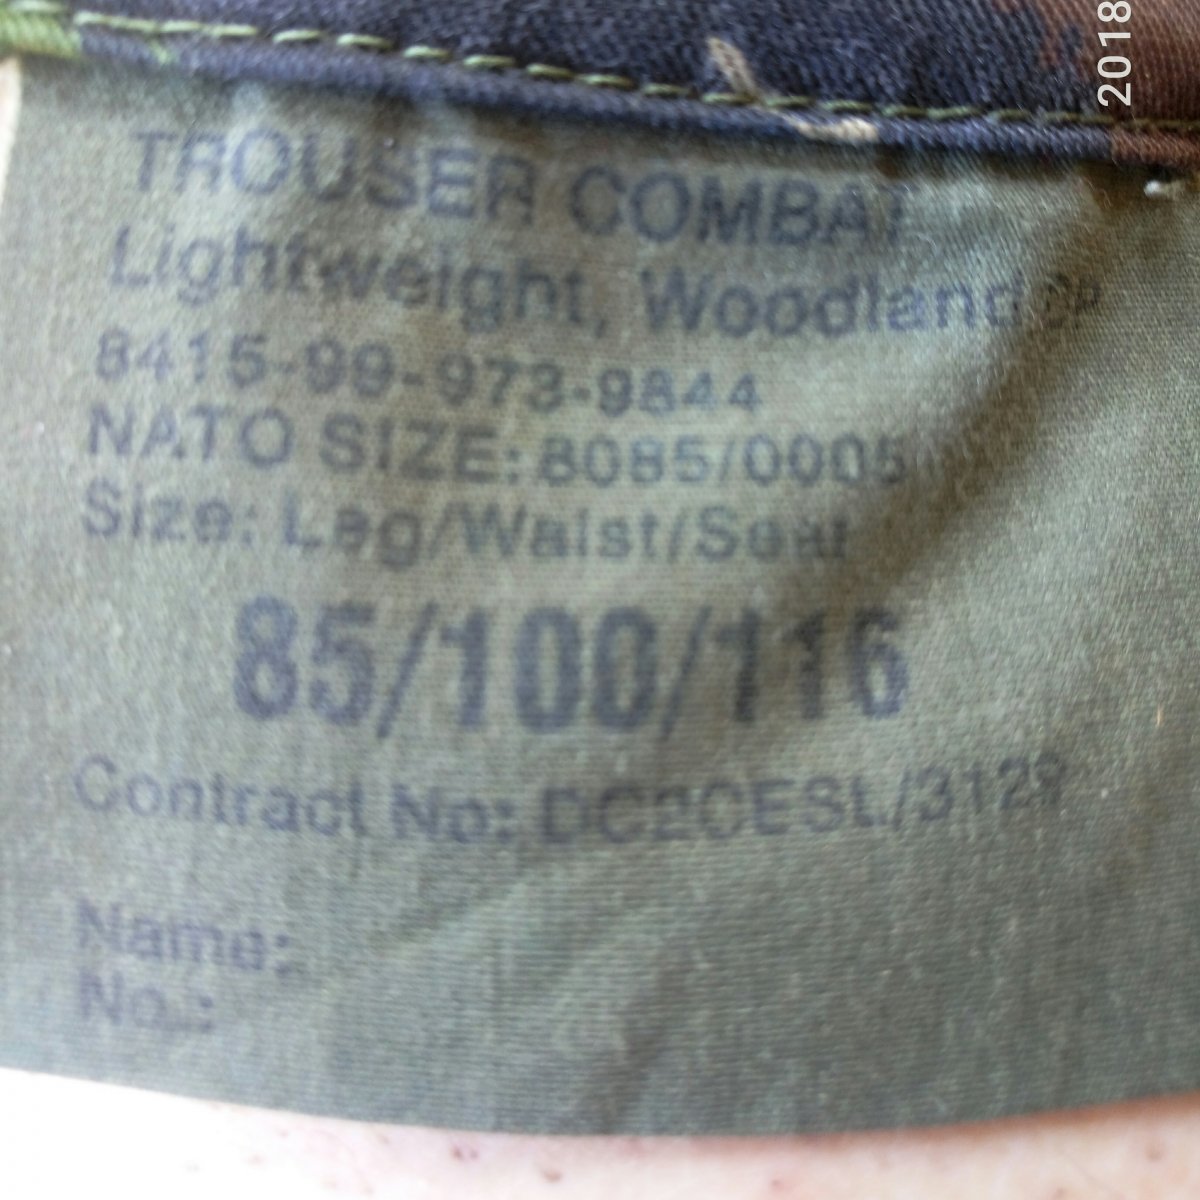 2018
TROUSER COMBAT
Lightweight, Woodland DP
8415-99-973-9844
NATO SIZE: 8085/0005
Size: Leg/Waist/Seat
85/100/116
Contract No: DC2CESL/3129
Name:
No.: